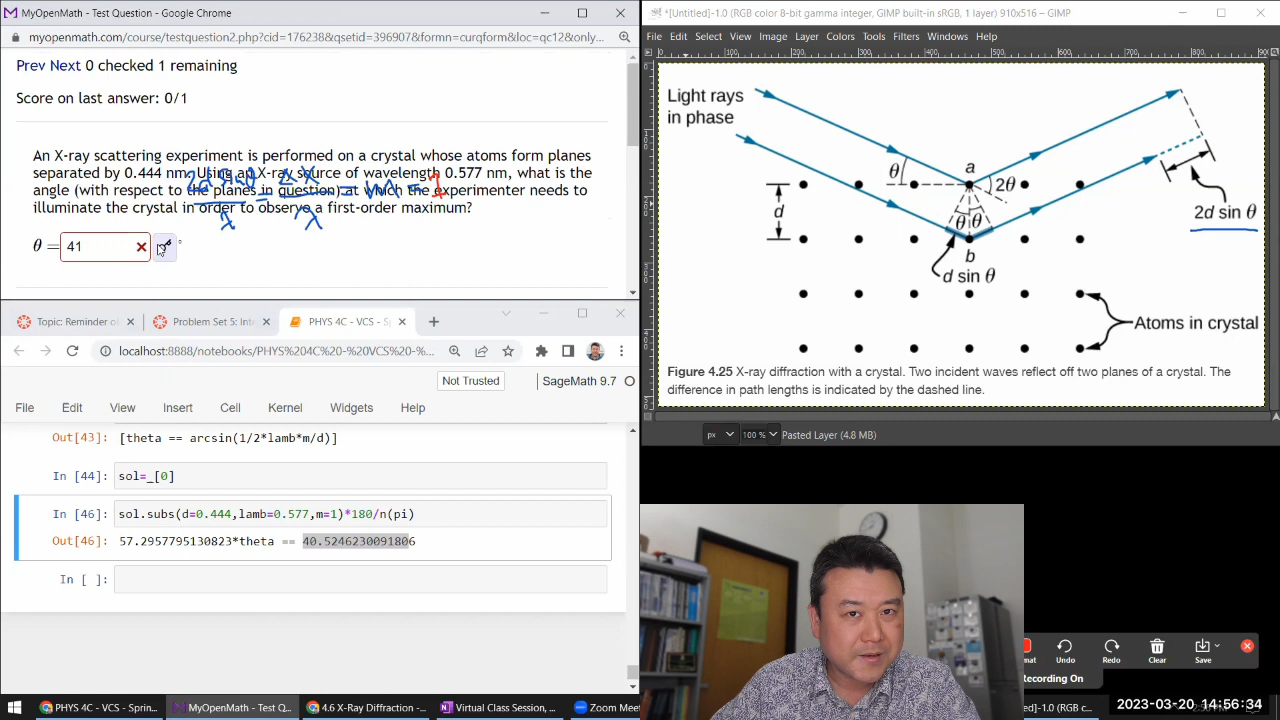 MyOpenMath - Test Question - Google Chrome
myopenmath.com/course/testquestion2.php?cid=176238&qsetid=396907&formn=curqform&loc=qc12&only...
Prev Next 0 checked 1 remaining
Score on last answer: 0/1
An X-ray scattering experiment is performed on a crystal whose atoms form planes
separated by 0.444 nm. Using an X-ray source of wavelength 0.577 nm, what is the
angle (with respect to the planes in question) at which the experimenter needs to
illuminate the crystal in order to observe a first-order maximum?
θ = 41 °
Topic: Reminder o
Problem Set 5: Int
PHYS 4C - VCS - S
localhost:8888/notebooks/PHYS%204C%20-%20VCS%20-%...
Not Trusted
SageMath 9.7
File Edit View Insert Cell Kernel Widgets Help
Out[43]: [theta == arcsin(1/2*lamb*m/d)]
In [44] sol=_[0]
In [46] sol.subs(d=0.444,lamb=0.577,m=1)*180/n(pi)
Out[46]: 57.2957795130823*theta == 40.5246230091806
In [ ]:
*[Untitled]-1.0 (RGB color 8-bit gamma integer, GIMP built-in sRGB, 1 layer) 910x516 – GIMP
File Edit Select View Image Layer Colors Tools Filters Windows Help
Light rays
in phase
θ
a
2θ
d
θ θ
b
d sin θ
2d sin θ
Atoms in crystal
Figure 4.25 X-ray diffraction with a crystal. Two incident waves reflect off two planes of a crystal. The
difference in path lengths is indicated by the dashed line.
px 100 % Pasted Layer (4.8 MB)
mat Undo Redo Clear Save
Recording On
PHYS 4C - VCS - Sprin...
MyOpenMath - Test Q...
4.6 X-Ray Diffraction -...
Virtual Class Session, ...
Zoom Mee
*[Untitled]-1.0 (RGB c...
2023-03-20 14:56:34